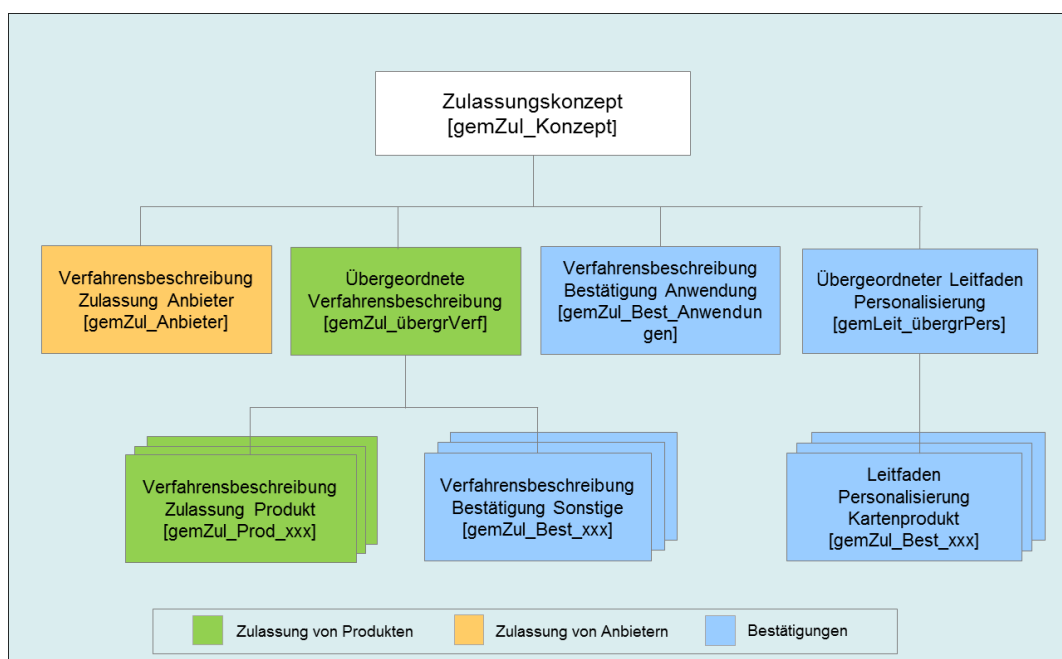 Zulassungskonzept
[gemZul_Konzept]
Verfahrensbeschreibung
Zulassung Anbieter
[gemZul_Anbieter]
Übergeordnete
Verfahrensbeschreibung
[gemZul_übergrVerf]
Verfahrensbeschreibung
Bestätigung Anwendung
[gemZul_Best_Anwendun
gen]
Übergeordneter Leitfaden
Personalisierung
[gemLeit_übergrPers]
Verfahrensbeschreibung
Zulassung Produkt
[gemZul_Prod_xxx]
Verfahrensbeschreibung
Bestätigung Sonstige
[gemZul_Best_xxx]
Leitfaden
Personalisierung
Kartenprodukt
[gemZul_Best_xxx]
Zulassung von Produkten
Zulassung von Anbietern
Bestätigungen